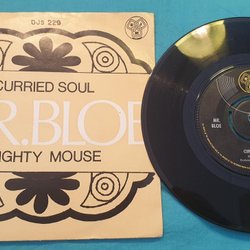 DJS 229
CURRIED SOUL
R.BLOE
IGHTY MOUSE
MR.
BLOE